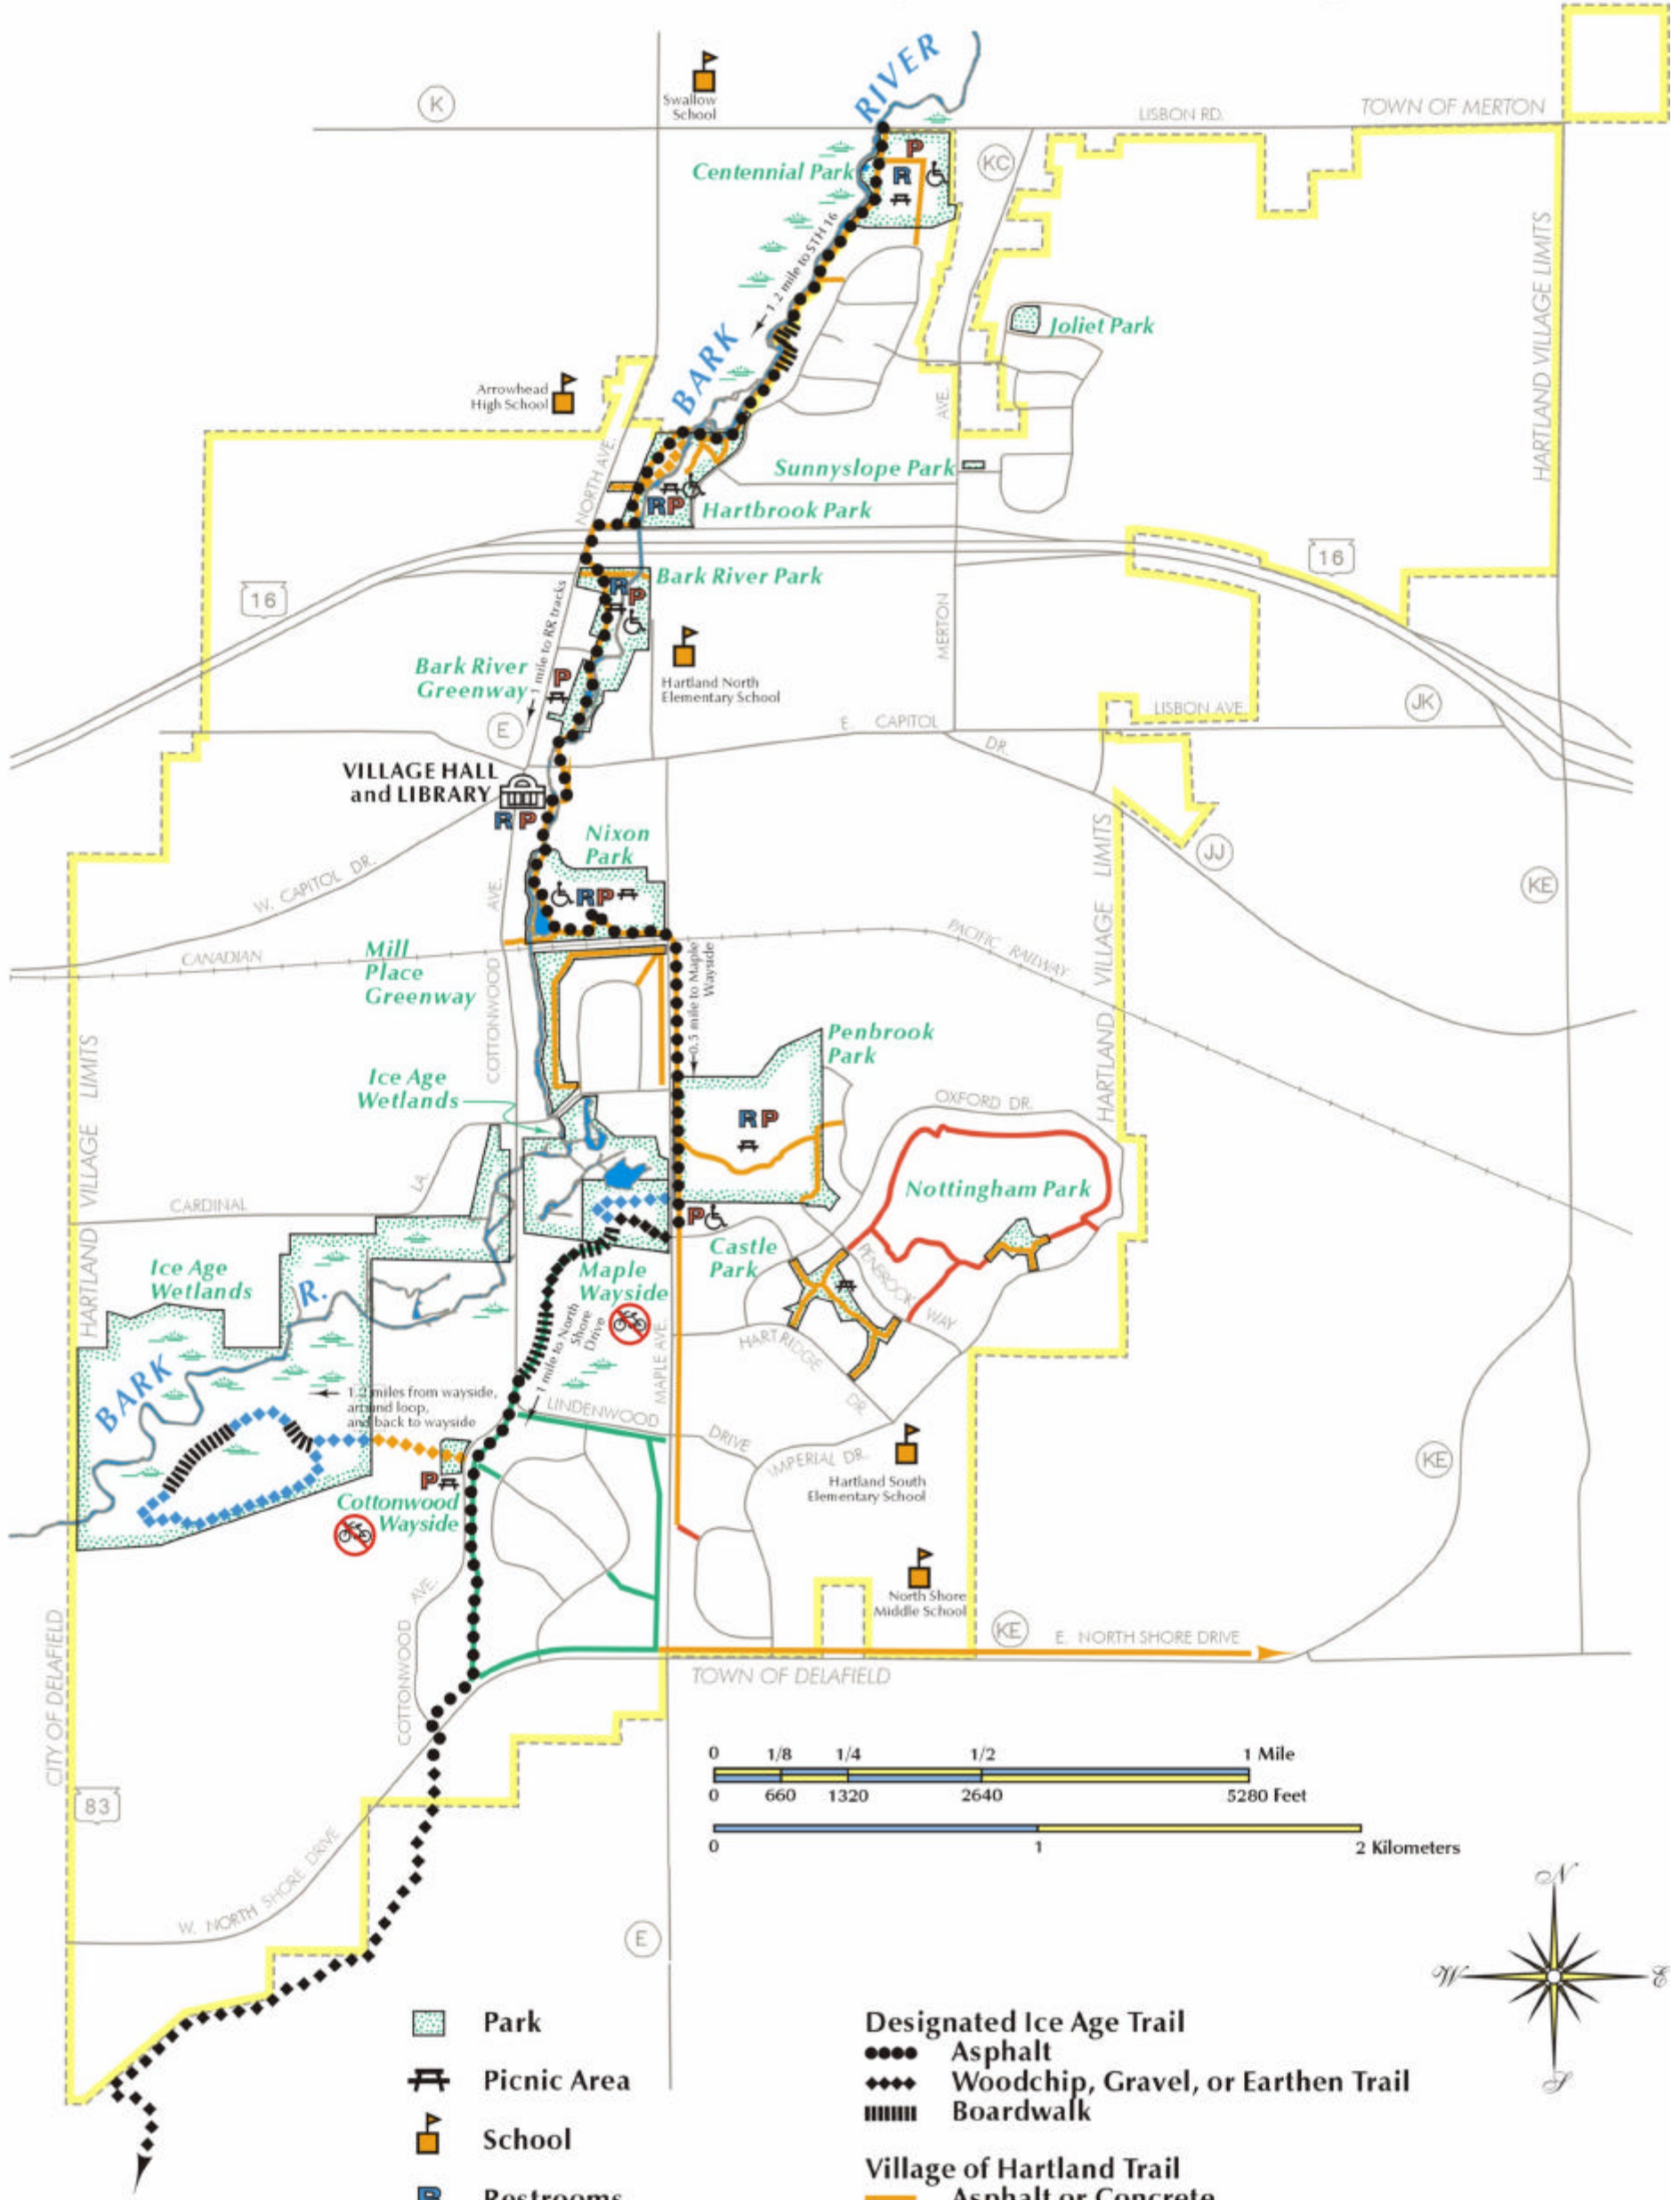 RIVER
Swallow
School
K
LISBON RD.
TOWN OF MERTON
P
Centennial Park
R
KC
1.2 mile to STH 16
HARTLAND VILLAGE LIMITS
BARK
Joliet Park
Arrowhead
High School
AVE.
NORTH AVE.
Sunnyslope Park
RP
Hartbrook Park
16
16
Bark River Park
R
P
1 mile to RR tracks
MERTON
Bark River
Greenway
P
Hartland North
Elementary School
E
E. CAPITOL
DR.
LISBON AVE.
JK
VILLAGE HALL
and LIBRARY
R P
Nixon
Park
HARTLAND VILLAGE LIMITS
JJ
W. CAPITOL DR.
AVE.
RP
KE
CANADIAN
PACIFIC RAILWAY
Mill
Place
Greenway
COTTONWOOD
0.5 mile to Maple
Wayside
Penbrook
Park
HARTLAND VILLAGE LIMITS
Ice Age
Wetlands
R P
OXFORD DR.
Nottingham Park
LA.
CARDINAL
P
Castle
Park
Ice Age
Wetlands
R.
Maple
Wayside
PENBROOK WAY
1 mile to North
Shore
Drive
MAPLE AVE.
HARTRIDGE
DR.
BARK
1.2 miles from wayside,
around loop,
and back to wayside
LINDENWOOD
DRIVE
IMPERIAL DR.
Hartland South
Elementary School
KE
P
Cottonwood
Wayside
North Shore
Middle School
AVE.
COTTONWOOD
KE
E. NORTH SHORE DRIVE
TOWN OF DELAFIELD
CITY OF DELAFIELD
83
0 1/8 1/4 1/2 1 Mile
0 660 1320 2640 5280 Feet
0 1 2 Kilometers
W. NORTH SHORE DRIVE
E
N
W E
S
Park
Picnic Area
School
R Restrooms
Designated Ice Age Trail
Asphalt
Woodchip, Gravel, or Earthen Trail
Boardwalk
Village of Hartland Trail
Asphalt or Concrete